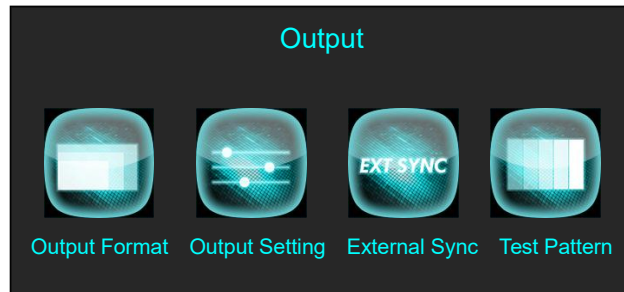 Output
EXT SYNC
Output Format
Output Setting
External Sync
Test Pattern